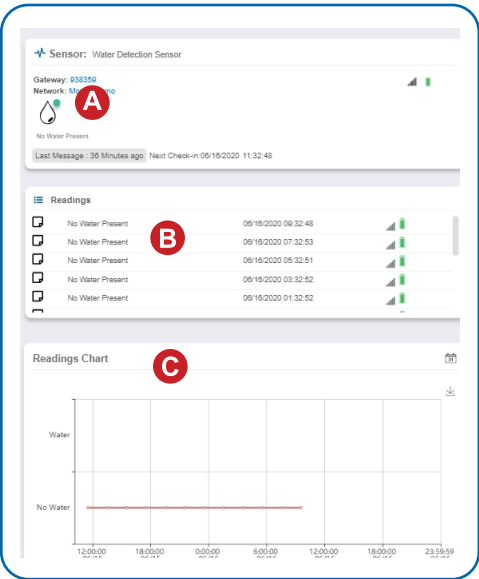 Sensor: Water Detection Sensor
Gateway: 938359
Network:
A
No Water Present
Last Message : 36 Minutes ago Next Check-in:06/16/2020 11:32:48
Readings
No Water Present 06/16/2020 09:32:48
No Water Present 06/16/2020 07:32:53
B
No Water Present 06/16/2020 05:32:51
No Water Present 06/16/2020 03:32:52
No Water Present 06/16/2020 01:32:52
Readings Chart
C
31
Water
No Water
12:00:00 18:00:00 0:00:00 6:00:00 12:00:00 18:00:00 23:59:59